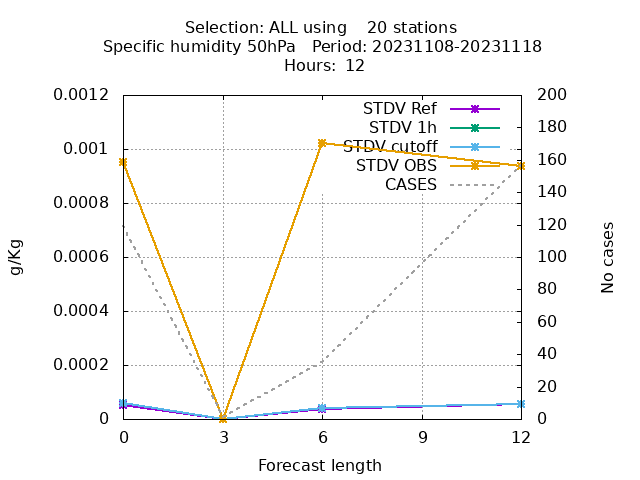 Selection: ALL using    20 stations
Specific humidity 50hPa   Period: 20231108-20231118
Hours: 12
STDV Ref
STDV 1h
STDV cutoff
STDV OBS
CASES
0.0012
0.001
0.0008
0.0006
0.0004
0.0002
0
g/Kg
200
180
160
140
120
100
80
60
40
20
0
No cases
0 3 6 9 12
Forecast length